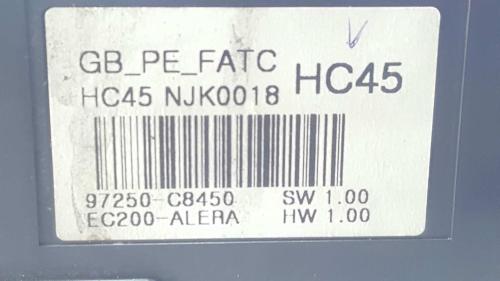 GB_PE_FATC
HC45 NJK0018 HC45
97250-C8450 SW 1.00
EC200-ALERA HW 1.00